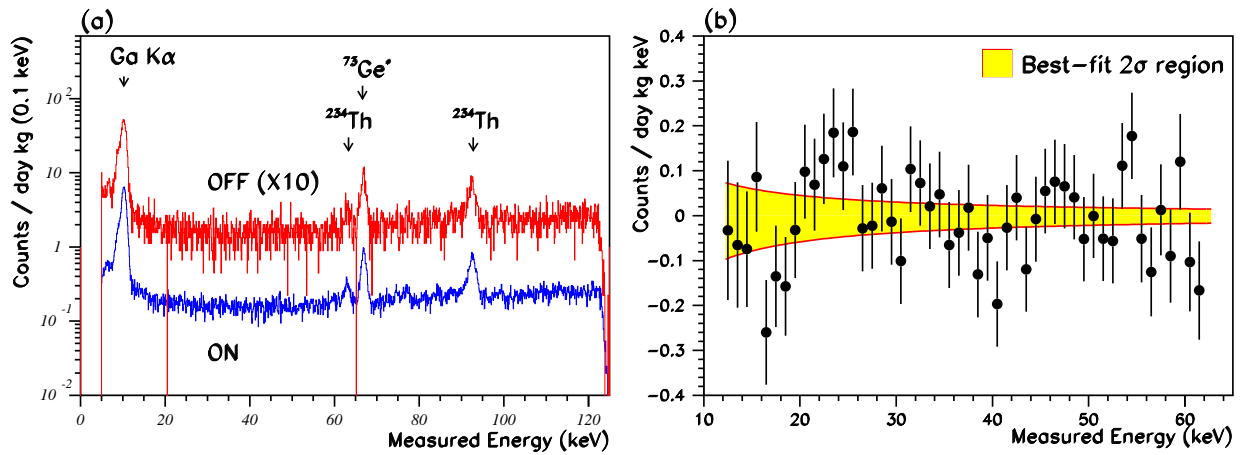 (a)
Counts / day kg (0.1 keV)
10²
10
1
10⁻¹
10⁻²
Ga Kα
⁷³Ge*
²³⁴Th
²³⁴Th
OFF (X10)
ON
0 20 40 60 80 100 120
Measured Energy (keV)
(b)
Counts / day kg keV
0.4
0.3
0.2
0.1
0
−0.1
−0.2
−0.3
−0.4
Best−fit 2σ region
10 20 30 40 50 60
Measured Energy (keV)